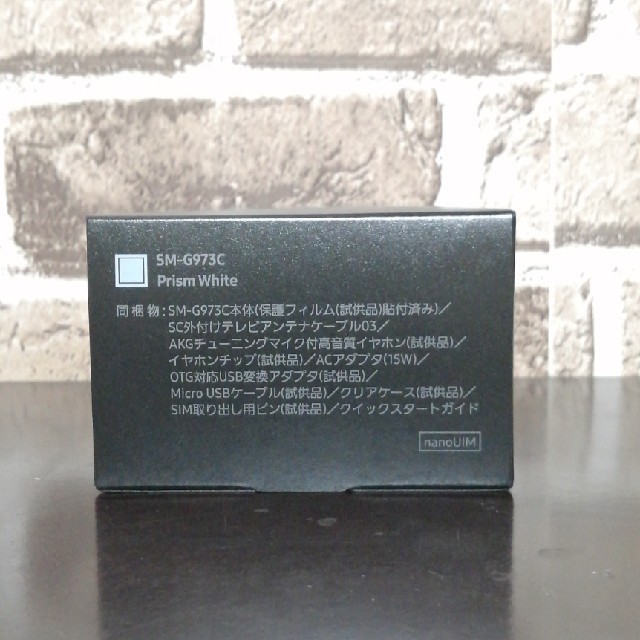 SM-G973C
Prism White
同梱物:SM-G973C本体(保護フィルム(試供品)貼付済み)／
SC外付けテレビアンテナケーブル03／
AKGチューニングマイク付高音質イヤホン(試供品)／
イヤホンチップ(試供品)／ACアダプタ(15W)／
OTG対応USB変換アダプタ(試供品)／
Micro USBケーブル(試供品)／クリアケース(試供品)／
SIM取り出し用ピン(試供品)／クイックスタートガイド
nanoUIM